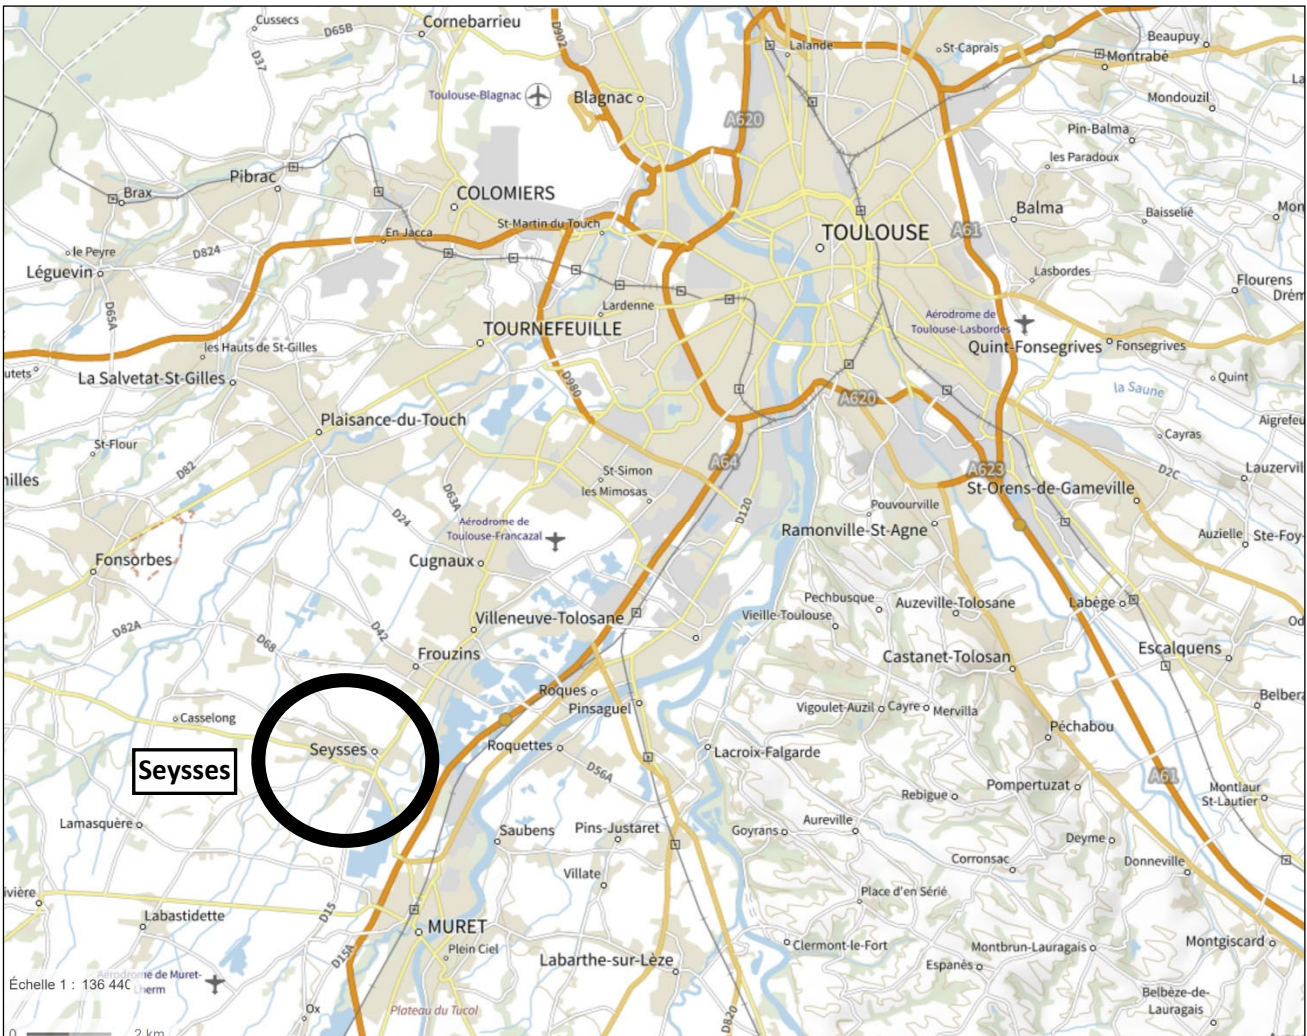 Cussecs
D65B
Cornebarrieu
D902
Lalande
St-Caprais
Beaupuy
Montrabé
D37
Toulouse-Blagnac
Blagnac
A620
Mondouzil
Pin-Balma
les Paradoux
Pibrac
Brax
COLOMIERS
St-Martin du Touch
En Jacca
TOULOUSE
A61
Balma
Baisselié
le Peyre
D824
Léguevin
Lasbordes
Flourens
D65A
Lardenne
TOURNEFEUILLE
Aérodrome de
Toulouse-Lasbordes
Quint-Fonsegrives
Fonsegrives
les Hauts de St-Gilles
La Salvetat-St-Gilles
D980
A620
la Saune
Quint
Plaisance-du-Touch
St-Flour
Cayras
D82
St-Simon
les Mimosas
A64
A623
D2C
St-Orens-de-Gameville
D63A
D24
D120
Pouvourville
Ramonville-St-Agne
Aérodrome de
Toulouse-Francazal
Auzielle
Fonsorbes
Cugnaux
Pechbusque
Auzeville-Tolosane
Labège
Villeneuve-Tolosane
Vieille-Toulouse
D82A
D68
D42
Frouzins
Castanet-Tolosan
Escalquens
Roques
Pinsaguel
Vigoulet-Auzil
Cayre
Mervilla
Casselong
Seysses
Seysses
Roquettes
D56A
Lacroix-Falgarde
Péchabou
A61
Rebigue
Pompertuzat
Montlaur
St-Lautier
Lamasquère
Saubens
Pins-Justaret
Goyrans
Aureville
Deyme
Corronsac
Donneville
Villate
Place d'en Sérié
D15
Labastidette
MURET
Plein Ciel
D15A
Labarthe-sur-Lèze
Clermont-le-Fort
Montbrun-Lauragais
Espanès
Montgiscard
Aérodrome de Muret-
Lherm
Échelle 1 : 136 440
Ox
Plateau du Tucol
D820
Belbèze-de-
Lauragais
0 2 km